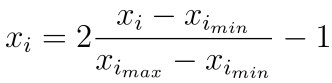 $x_i = 2\frac{x_i - x_{i_{min}}}{x_{i_{max}} - x_{i_{min}}} - 1$